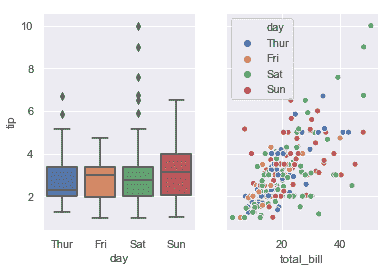 10
8
6
4
2
tip
Thur Fri Sat Sun
day
day
Thur
Fri
Sat
Sun
20 40
total_bill